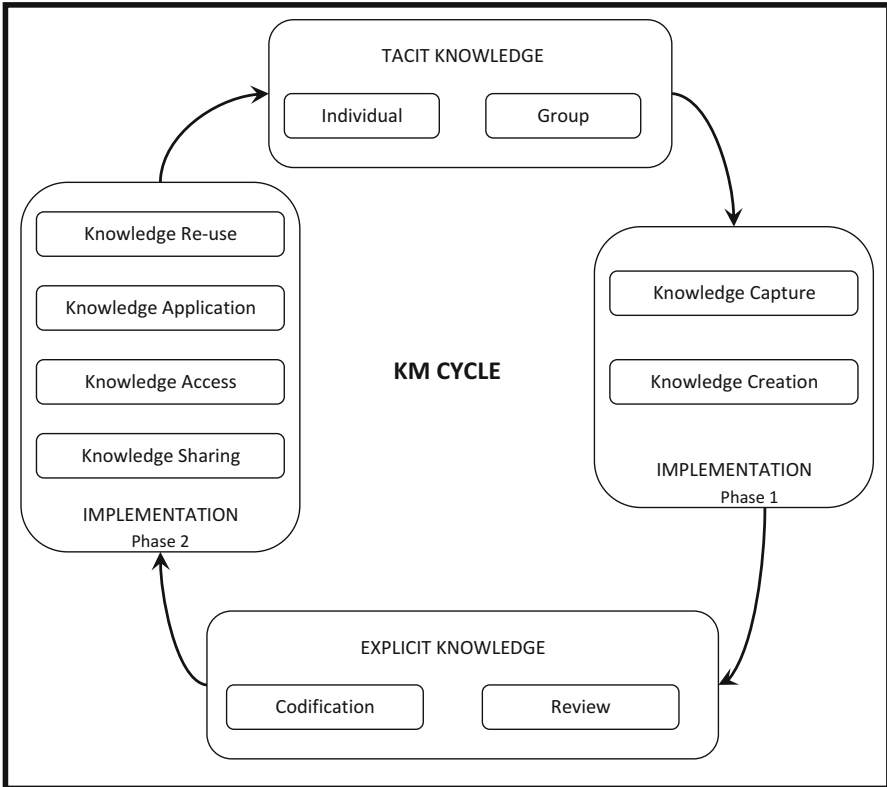 TACIT KNOWLEDGE
Individual
Group
Knowledge Re-use
Knowledge Application
Knowledge Access
Knowledge Sharing
IMPLEMENTATION
Phase 2
KM CYCLE
Knowledge Capture
Knowledge Creation
IMPLEMENTATION
Phase 1
EXPLICIT KNOWLEDGE
Codification
Review